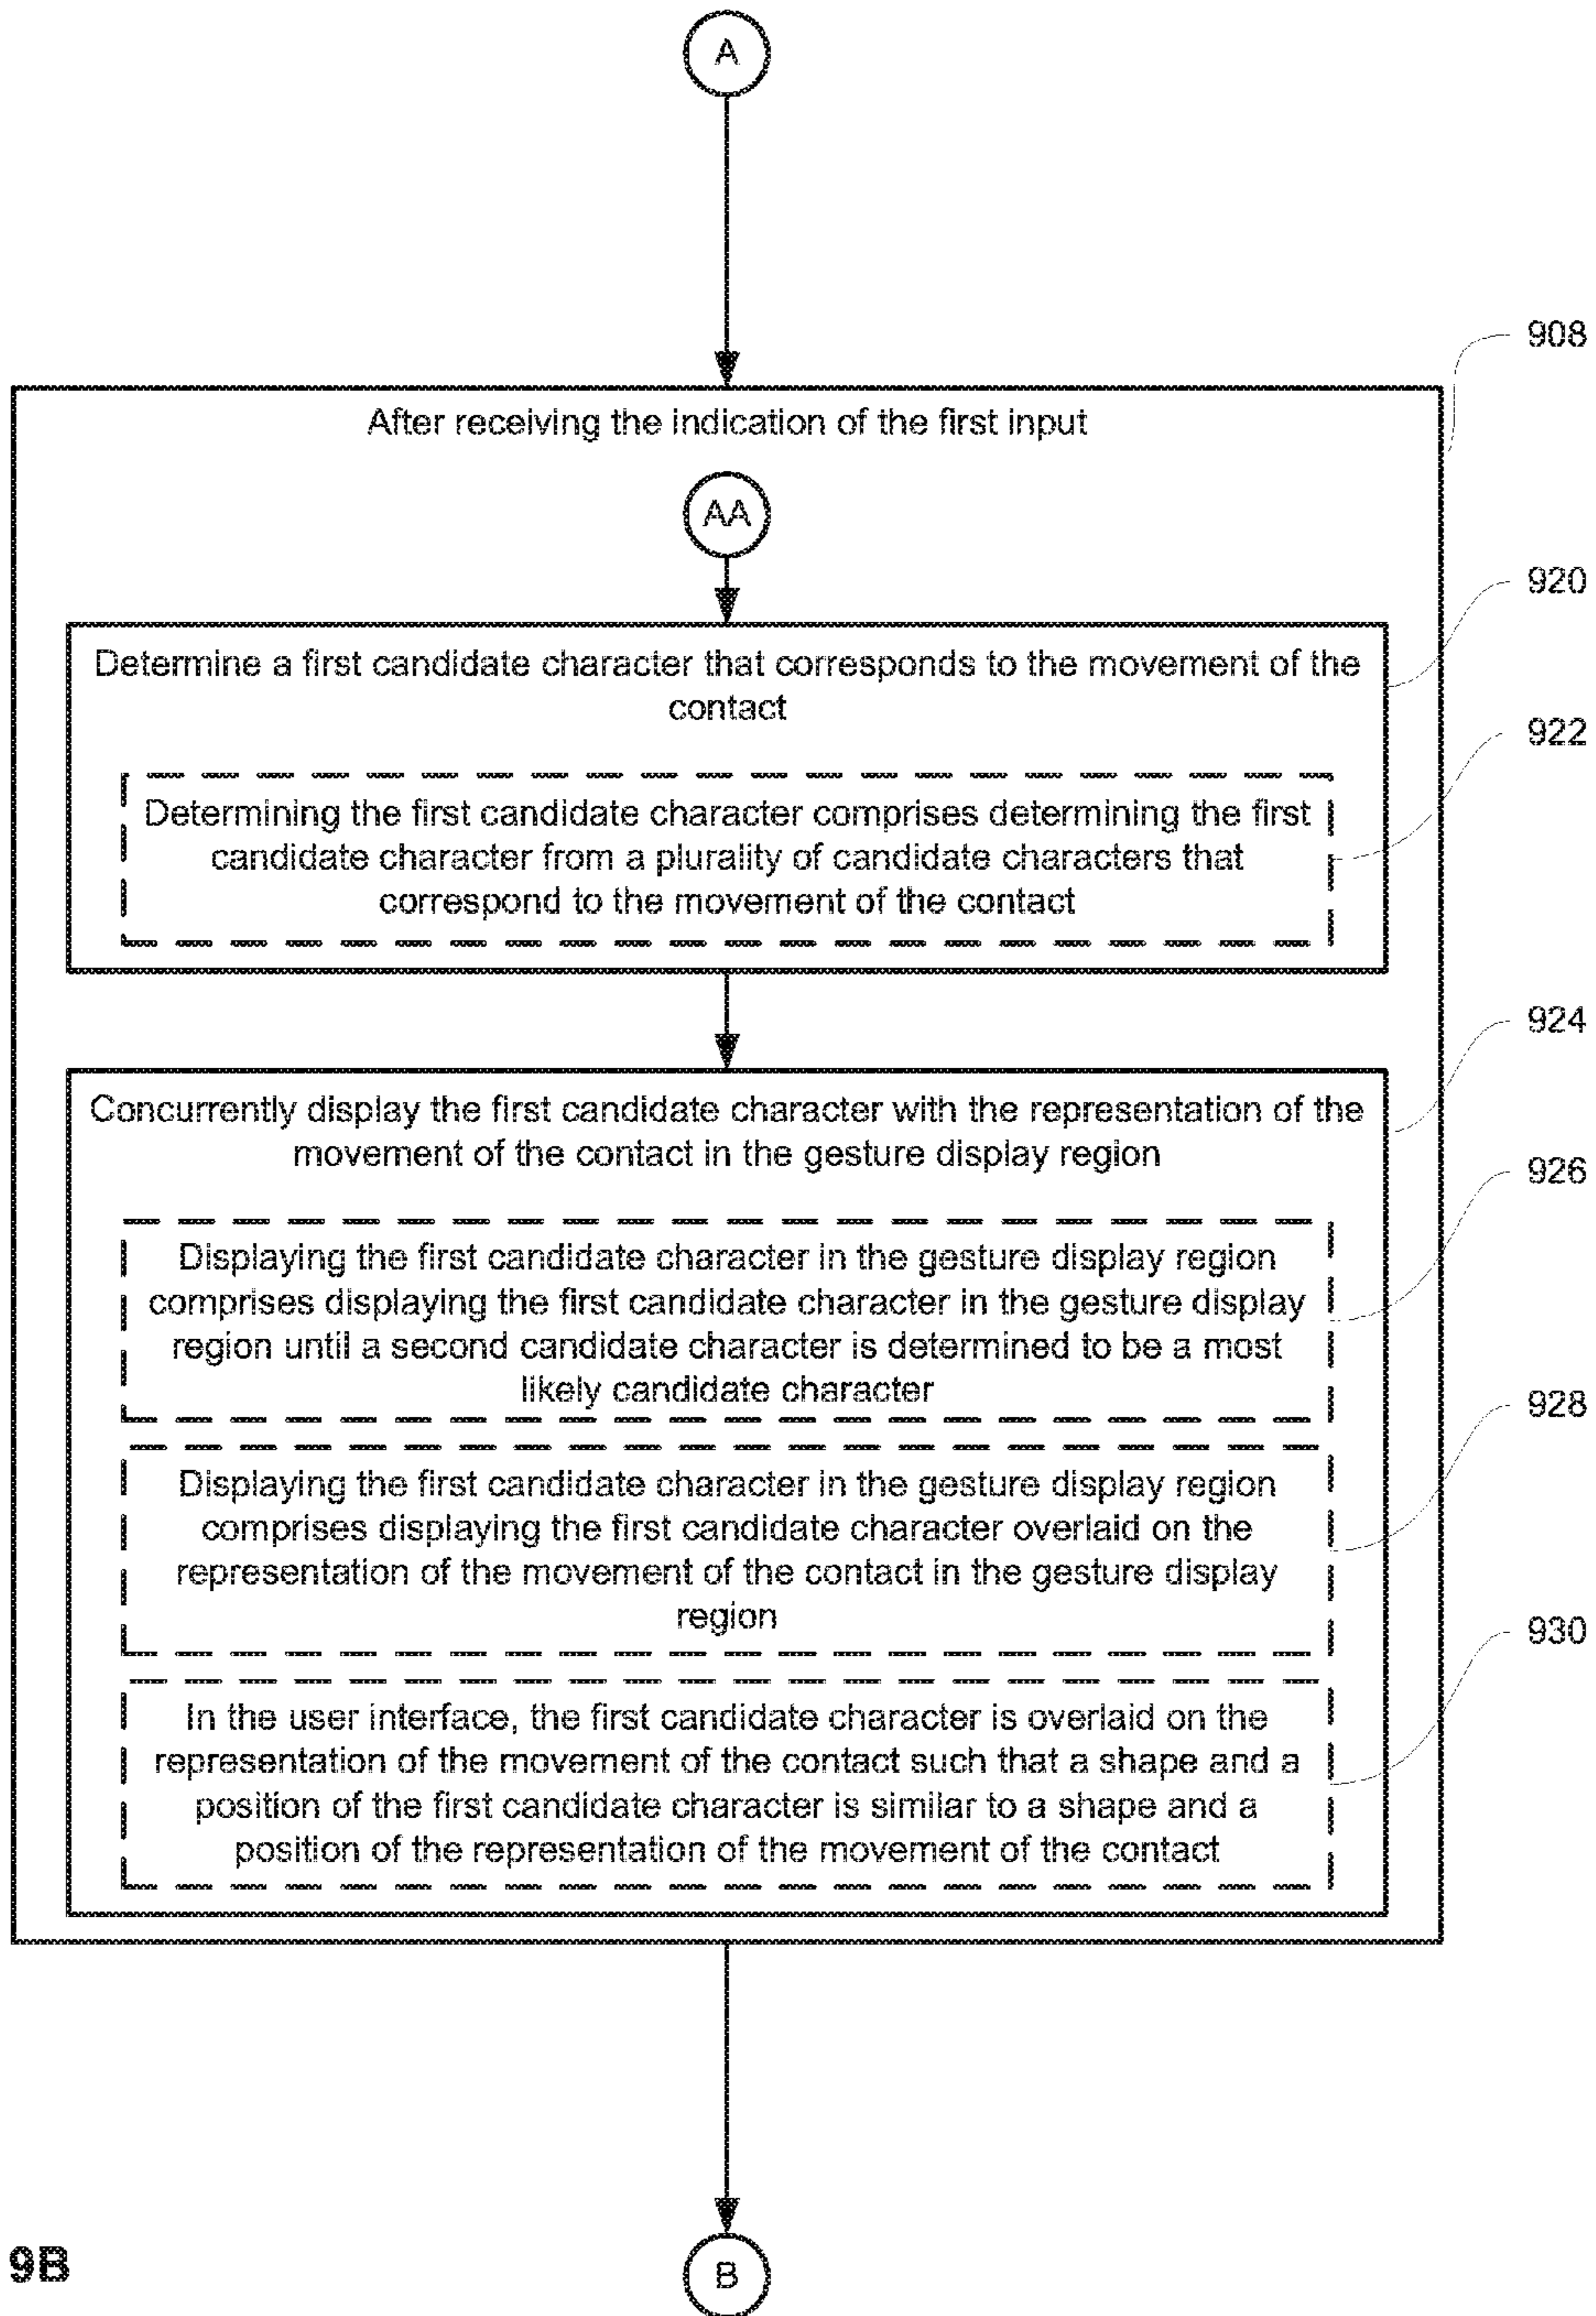 A
908
After receiving the indication of the first input
AA
920
Determine a first candidate character that corresponds to the movement of the
contact
922
Determining the first candidate character comprises determining the first
candidate character from a plurality of candidate characters that
correspond to the movement of the contact
924
Concurrently display the first candidate character with the representation of the
movement of the contact in the gesture display region
926
Displaying the first candidate character in the gesture display region
comprises displaying the first candidate character in the gesture display
region until a second candidate character is determined to be a most
likely candidate character
928
Displaying the first candidate character in the gesture display region
comprises displaying the first candidate character overlaid on the
representation of the movement of the contact in the gesture display
region
930
In the user interface, the first candidate character is overlaid on the
representation of the movement of the contact such that a shape and a
position of the first candidate character is similar to a shape and a
position of the representation of the movement of the contact
9B
B